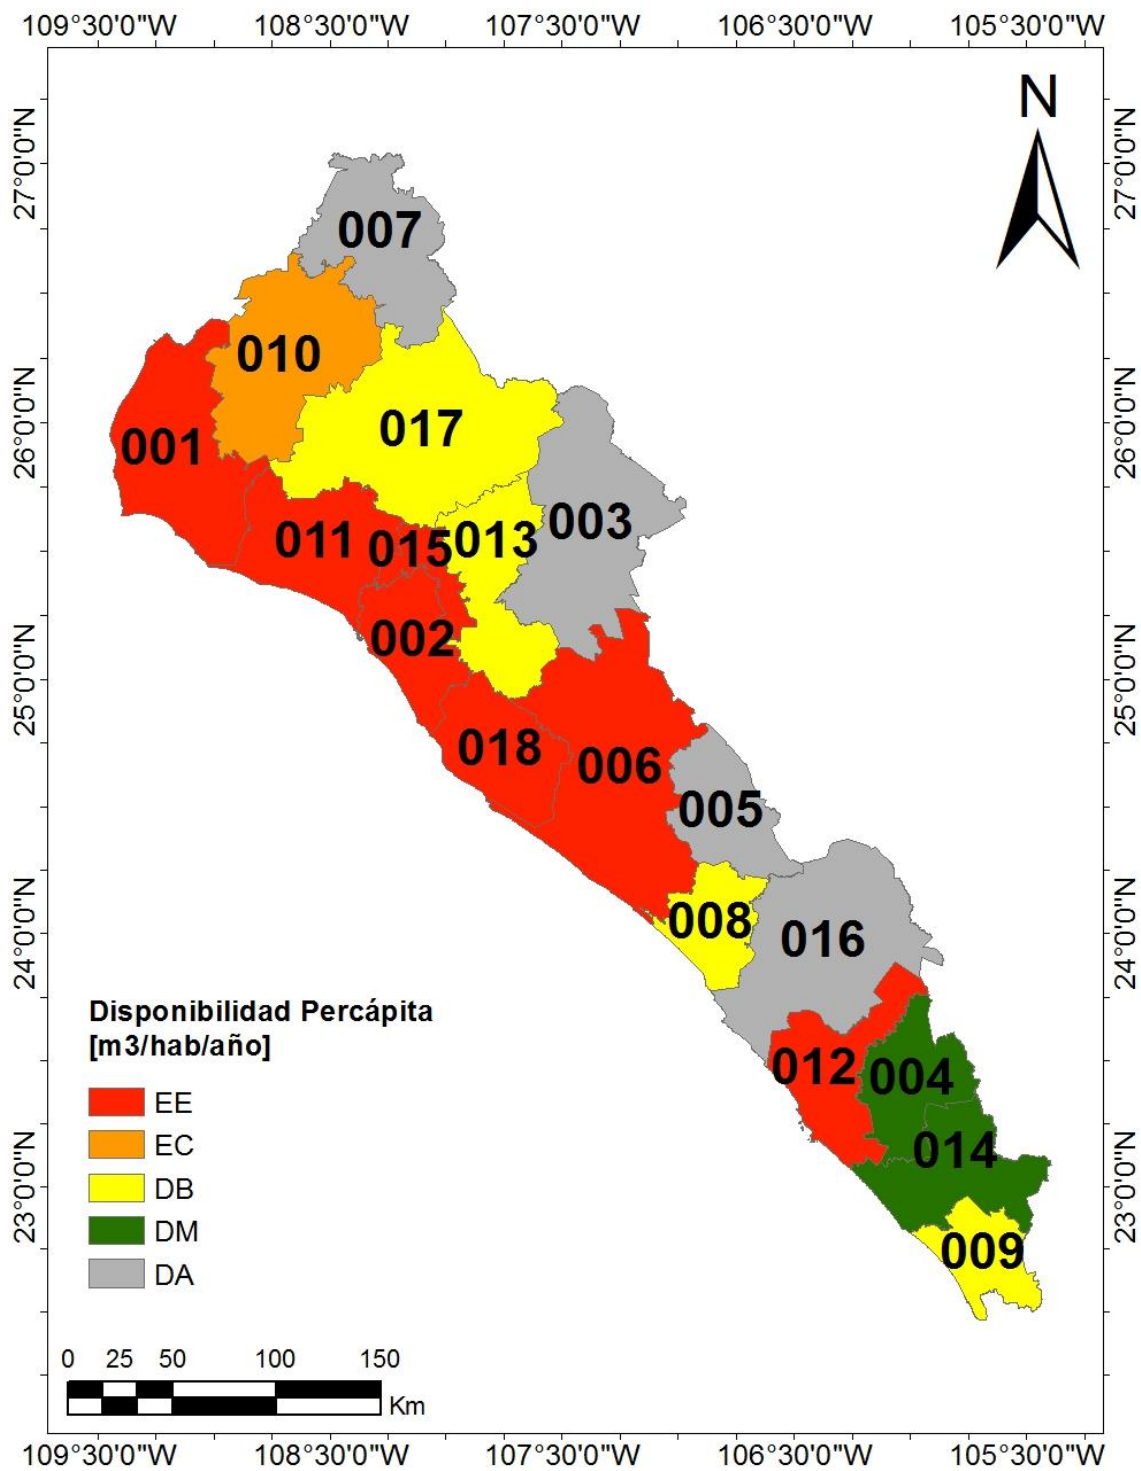 109°30'0"W 108°30'0"W 107°30'0"W 106°30'0"W 105°30'0"W
N
27°0'0"N 27°0'0"N
007
010
26°0'0"N 26°0'0"N
017
001
003
011 015 013
002
25°0'0"N 25°0'0"N
018 006
005
008
016
24°0'0"N 24°0'0"N
Disponibilidad Percápita
[m3/hab/año]
012 004
EE
EC
014
DB
23°0'0"N 23°0'0"N
DM
009
DA
0 25 50 100 150
Km
109°30'0"W 108°30'0"W 107°30'0"W 106°30'0"W 105°30'0"W